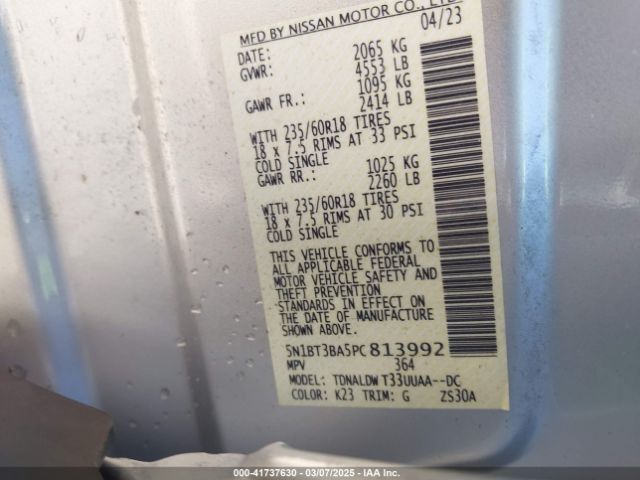 MFD BY NISSAN MOTOR CO., LTD
DATE: 04/23
GVWR: 2065 KG
4553 LB
GAWR FR.: 1095 KG
2414 LB
WITH 235/60R18 TIRES
18 x 7.5 RIMS AT 33 PSI
COLD SINGLE
GAWR RR.: 1025 KG
2260 LB
WITH 235/60R18 TIRES
18 x 7.5 RIMS AT 30 PSI
COLD SINGLE
THIS VEHICLE CONFORMS TO
ALL APPLICABLE FEDERAL
MOTOR VEHICLE SAFETY AND
THEFT PREVENTION
STANDARDS IN EFFECT ON
THE DATE OF MANUFACTURE
SHOWN ABOVE.
5N1BT3BA5PC813992
MPV 364
MODEL: TDNALDW T33UUAA--DC
COLOR: K23 TRIM: G ZS30A
000-41737630 — 03/07/2025 — IAA Inc.